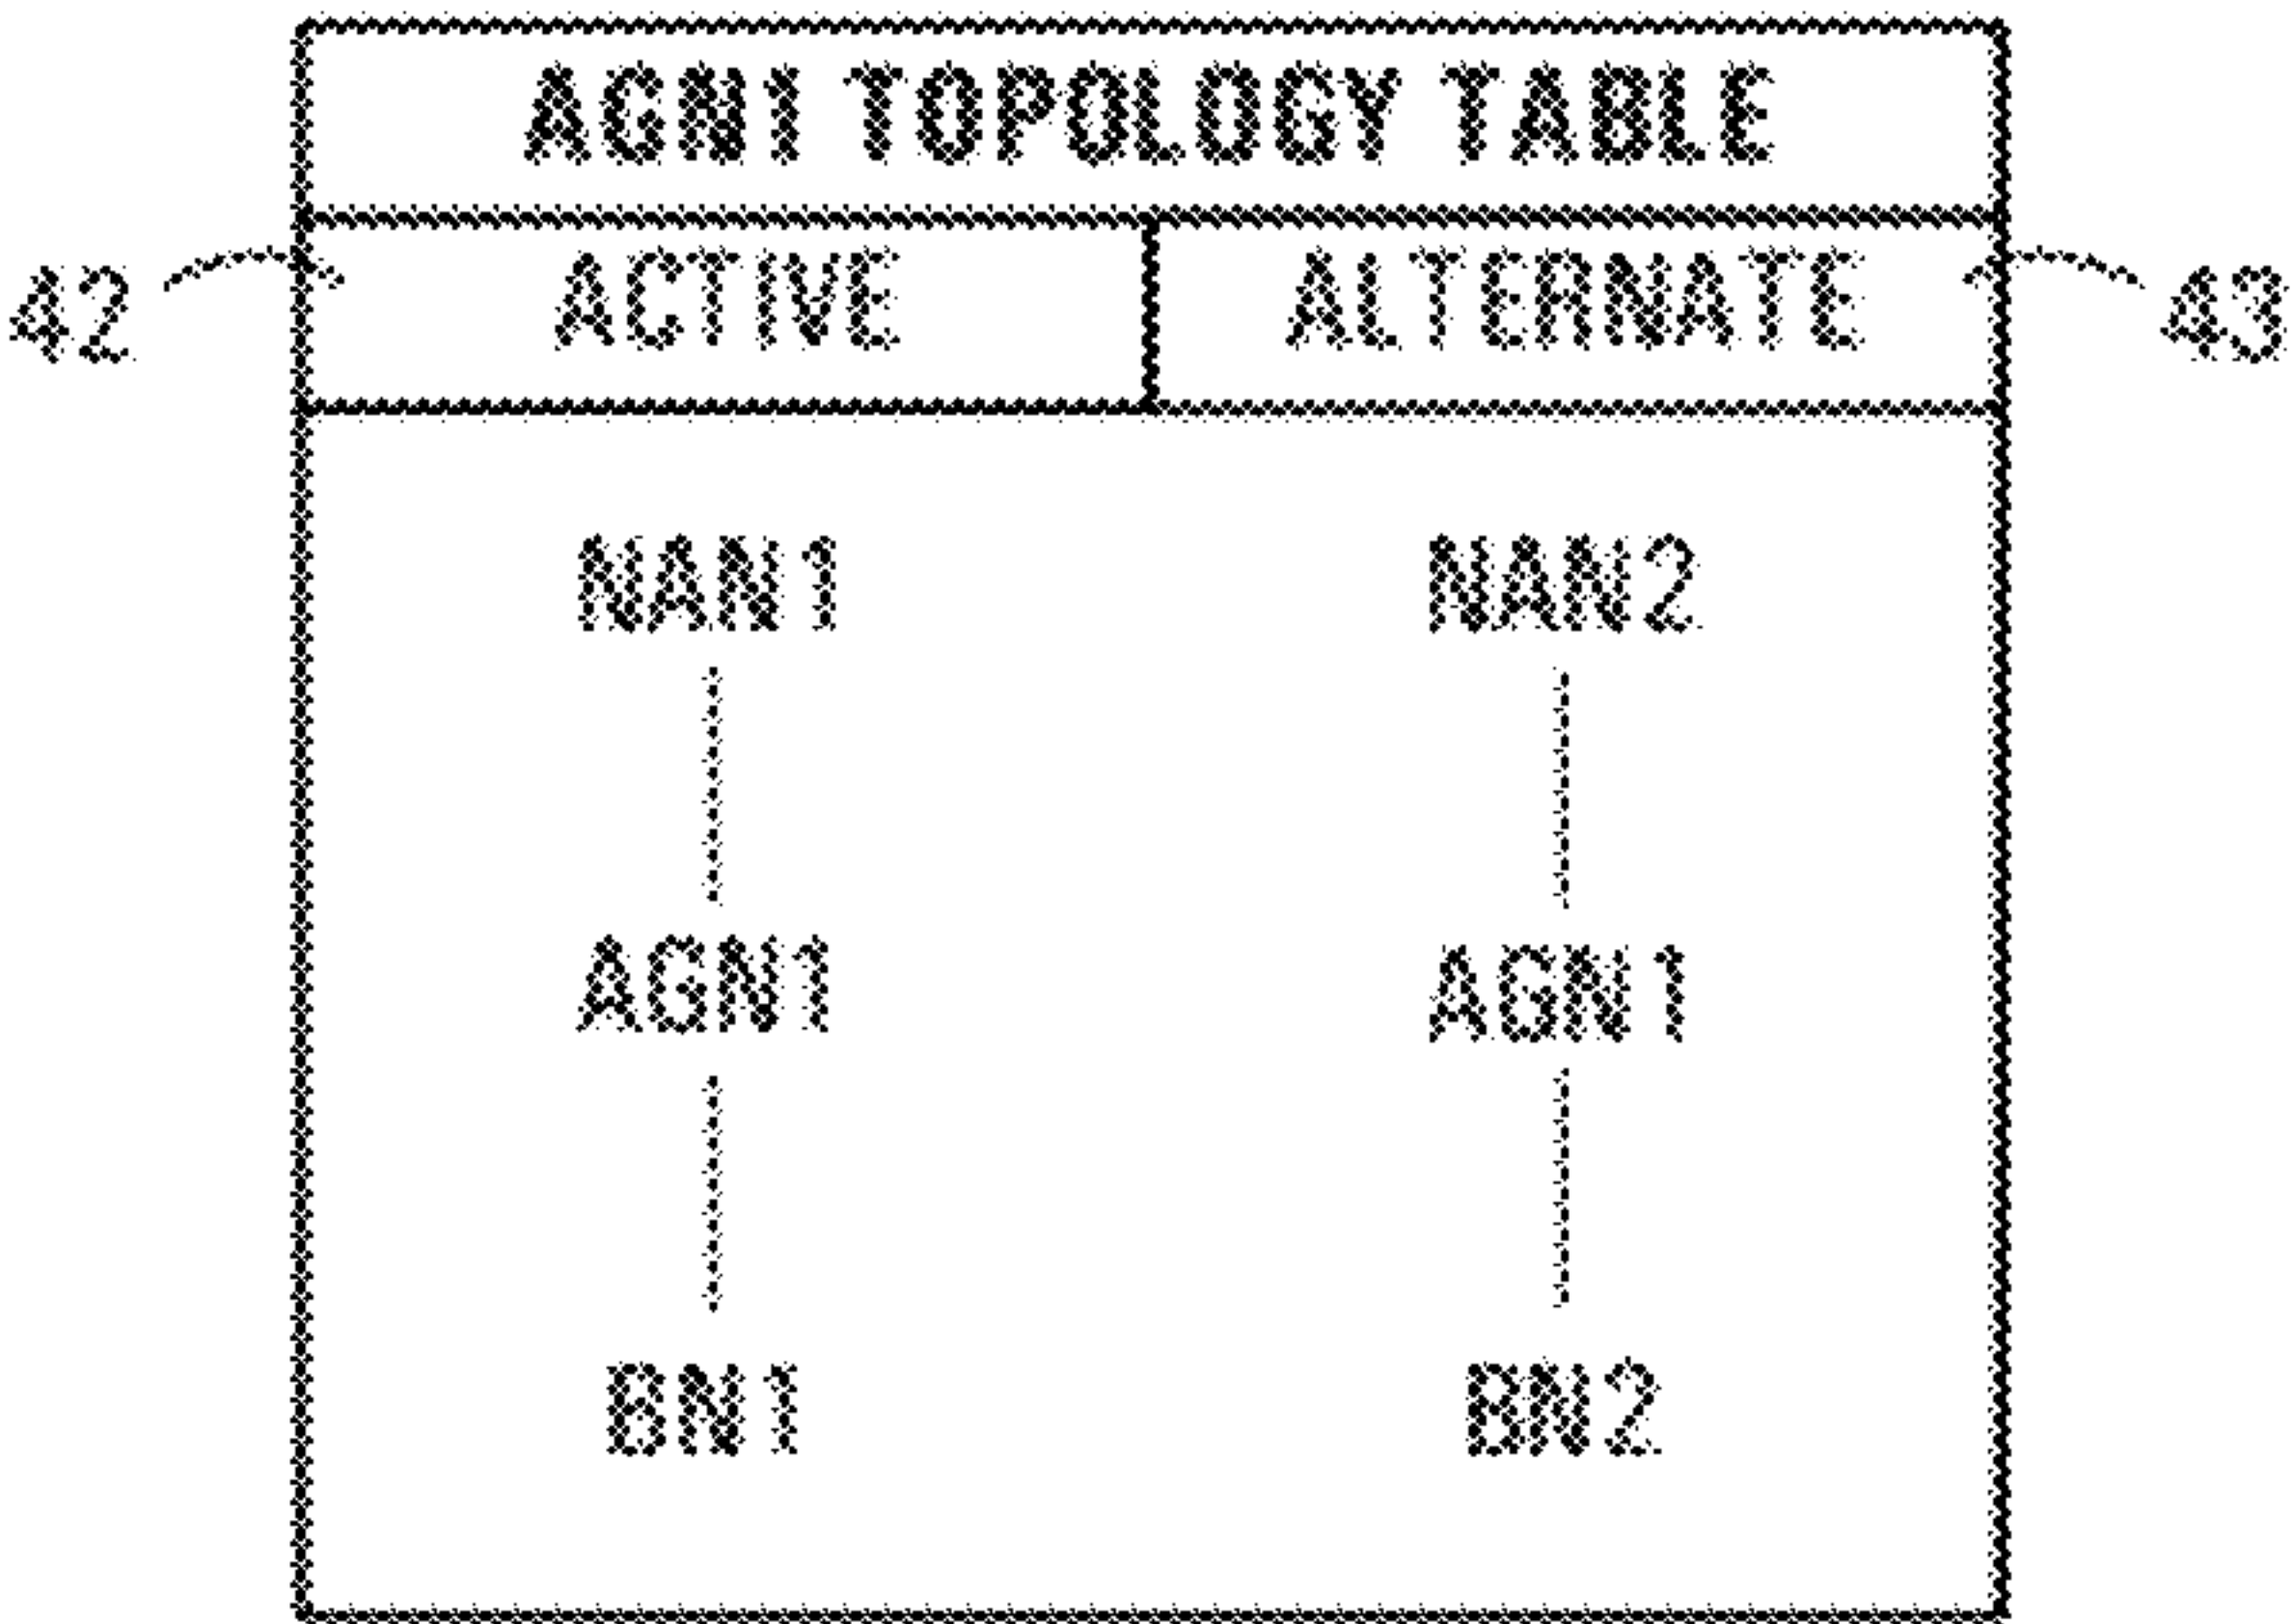 AGN1 TOPOLOGY TABLE
42 ACTIVE ALTERNATE 43
NAN1 NAN2
AGN1 AGN1
BN1 BN2